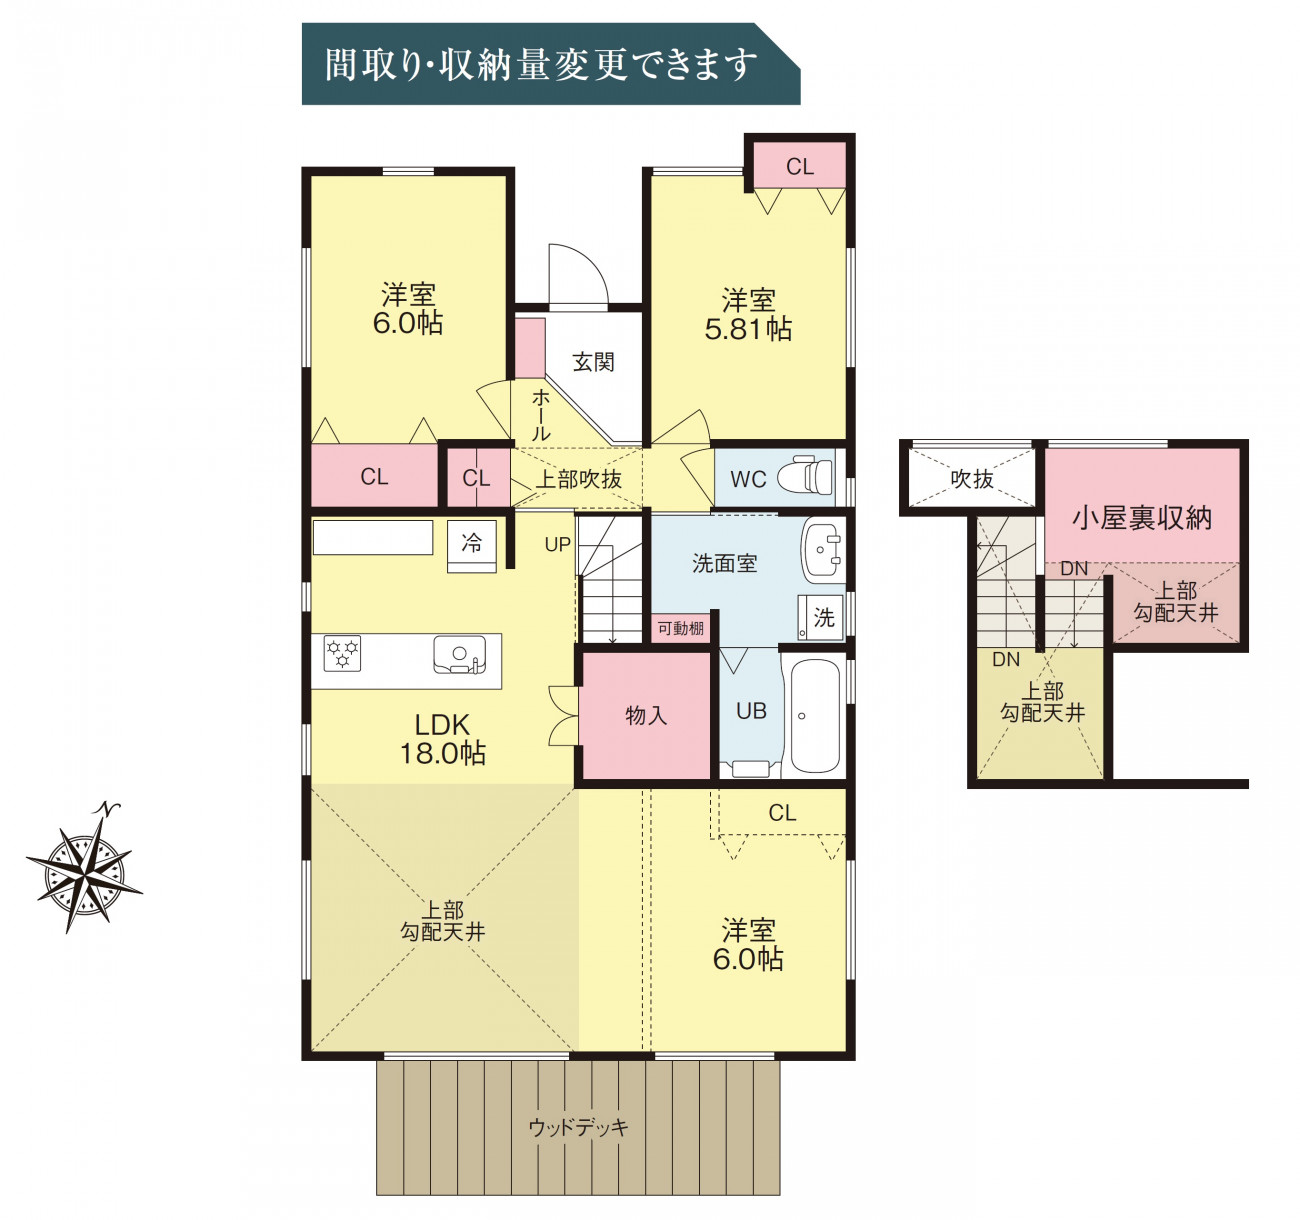 間取り・収納量変更できます
CL
洋室
6.0帖
洋室
5.81帖
玄関
ホール
CL
CL
上部吹抜
WC
冷
UP
洗面室
可動棚
洗
物入
UB
LDK
18.0帖
CL
上部
勾配天井
洋室
6.0帖
ウッドデッキ
N
吹抜
小屋裏収納
DN
上部
勾配天井
DN
上部
勾配天井